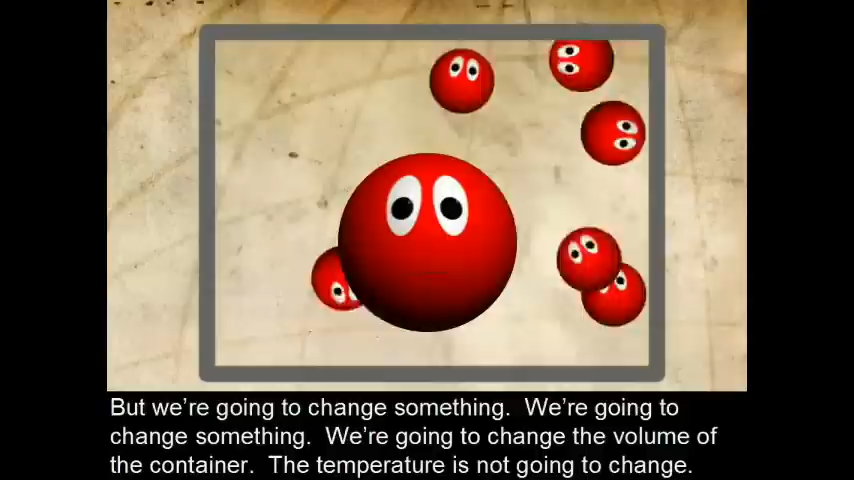 But we’re going to change something.  We’re going to
change something.  We’re going to change the volume of
the container.  The temperature is not going to change.